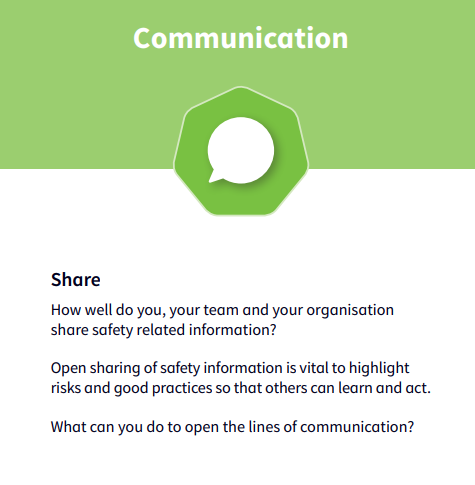 Communication
Share
How well do you, your team and your organisation
share safety related information?
Open sharing of safety information is vital to highlight
risks and good practices so that others can learn and act.
What can you do to open the lines of communication?